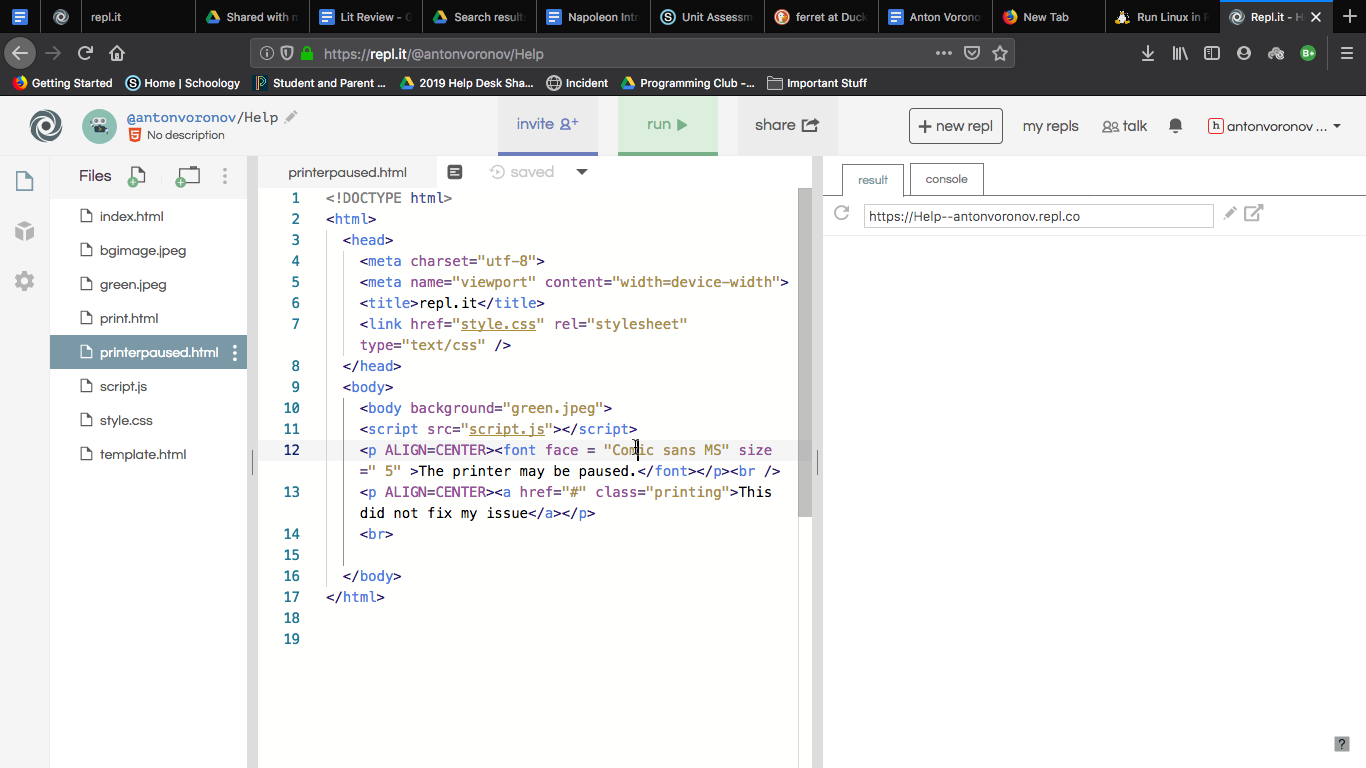 repl.it
Shared with m
Lit Review - G
Search result
Napoleon Int
Unit Assessm
ferret at Duck
Anton Vorono
New Tab
Run Linux in
Repl.it - H
https://repl.it/@antonvoronov/Help
Getting Started
Home | Schoology
Student and Parent ...
2019 Help Desk Sha...
Incident
Programming Club -...
Important Stuff
@antonvoronov/Help
No description
invite
run
share
+ new repl
my repls
talk
h antonvoronov ...
Files
printerpaused.html
saved
result
console
https://Help--antonvoronov.repl.co
index.html
bgimage.jpeg
green.jpeg
print.html
printerpaused.html
script.js
style.css
template.html
1 <!DOCTYPE html>
2 <html>
3 <head>
4 <meta charset="utf-8">
5 <meta name="viewport" content="width=device-width">
6 <title>repl.it</title>
7 <link href="style.css" rel="stylesheet"
type="text/css" />
8 </head>
9 <body>
10 <body background="green.jpeg">
11 <script src="script.js"></script>
12 <p ALIGN=CENTER><font face = "Comic sans MS" size
=" 5" >The printer may be paused.</font></p><br />
13 <p ALIGN=CENTER><a href="#" class="printing">This
did not fix my issue</a></p>
14 <br>
15
16 </body>
17 </html>
18
19
?